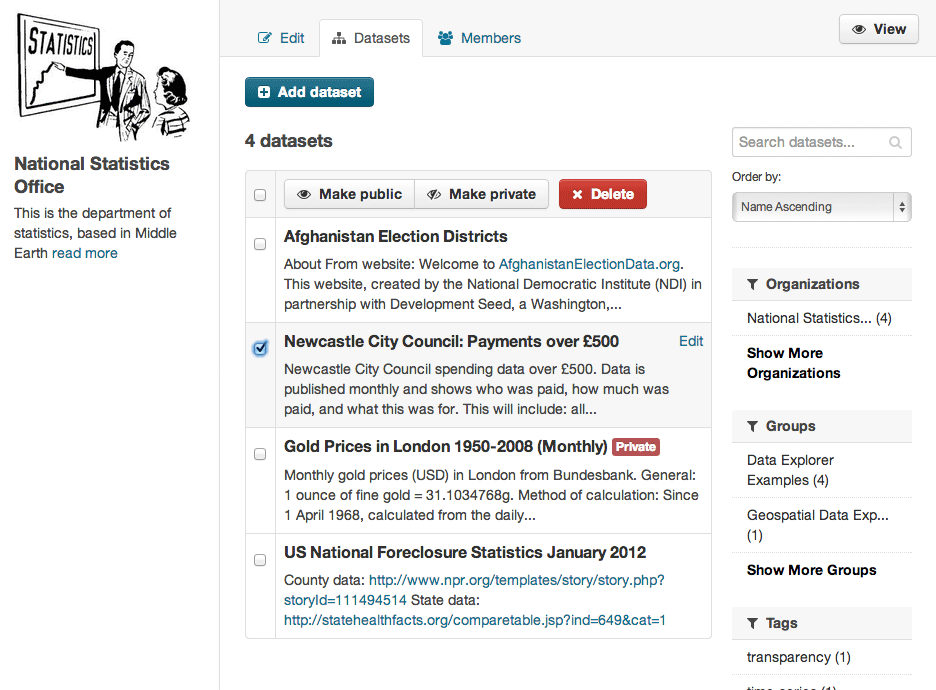 STATISTICS
National Statistics
Office
This is the department of
statistics, based in Middle
Earth read more
Edit
Datasets
Members
View
Add dataset
4 datasets
Make public
Make private
Delete
Afghanistan Election Districts
About From website: Welcome to AfghanistanElectionData.org.
This website, created by the National Democratic Institute (NDI) in
partnership with Development Seed, a Washington,...
Newcastle City Council: Payments over £500
Edit
Newcastle City Council spending data over £500. Data is
published monthly and shows who was paid, how much was
paid, and what this was for. This will include: all...
Gold Prices in London 1950-2008 (Monthly) Private
Monthly gold prices (USD) in London from Bundesbank. General:
1 ounce of fine gold = 31.1034768g. Method of calculation: Since
1 April 1968, calculated from the daily...
US National Foreclosure Statistics January 2012
County data: http://www.npr.org/templates/story/story.php?
storyId=111494514 State data:
http://statehealthfacts.org/comparetable.jsp?ind=649&cat=1
Search datasets...
Order by:
Name Ascending
Organizations
National Statistics... (4)
Show More
Organizations
Groups
Data Explorer
Examples (4)
Geospatial Data Exp...
(1)
Show More Groups
Tags
transparency (1)
time-series (1)